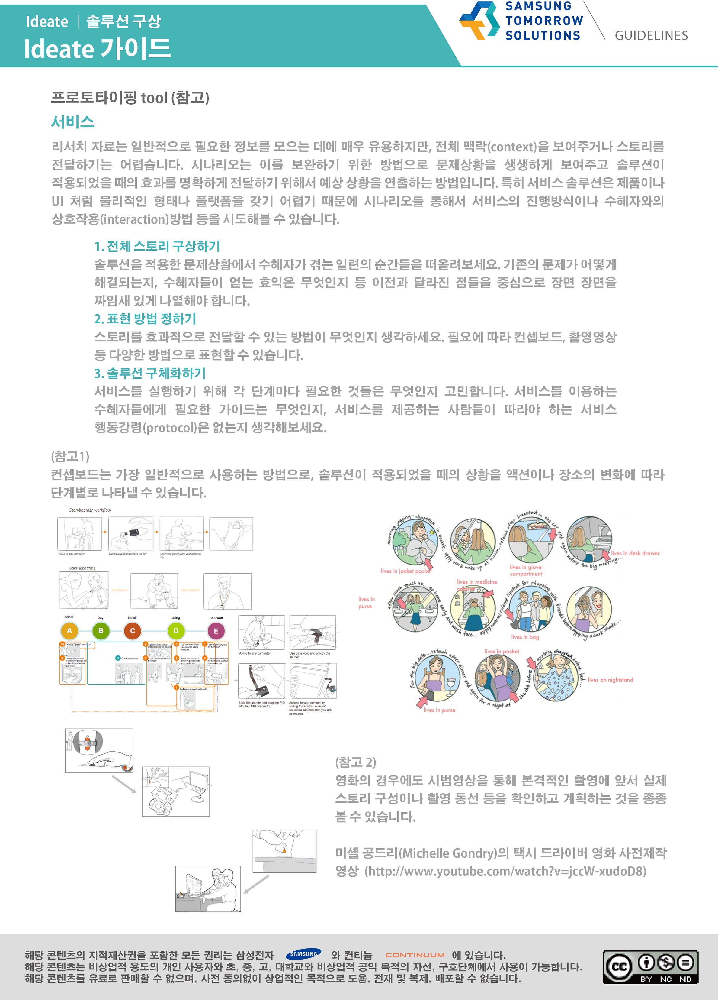 Ideate | 솔루션 구상
Ideate 가이드
SAMSUNG
TOMORROW
SOLUTIONS
GUIDELINES
프로토타이핑 tool (참고)
서비스
리서치 자료는 일반적으로 필요한 정보를 모으는 데에 매우 유용하지만, 전체 맥락(context)을 보여주거나 스토리를
전달하기는 어렵습니다. 시나리오는 이를 보완하기 위한 방법으로 문제상황을 생생하게 보여주고 솔루션이
적용되었을 때의 효과를 명확하게 전달하기 위해서 예상 상황을 연출하는 방법입니다. 특히 서비스 솔루션은 제품이나
UI 처럼 물리적인 형태나 플랫폼을 갖기 어렵기 때문에 시나리오를 통해서 서비스의 진행방식이나 수혜자와의
상호작용(interaction)방법 등을 시도해볼 수 있습니다.
1. 전체 스토리 구상하기
솔루션을 적용한 문제상황에서 수혜자가 겪는 일련의 순간들을 떠올려보세요. 기존의 문제가 어떻게
해결되는지, 수혜자들이 얻는 효익은 무엇인지 등 이전과 달라진 점들을 중심으로 장면 장면을
짜임새 있게 나열해야 합니다.
2. 표현 방법 정하기
스토리를 효과적으로 전달할 수 있는 방법이 무엇인지 생각하세요. 필요에 따라 컨셉보드, 촬영영상
등 다양한 방법으로 표현할 수 있습니다.
3. 솔루션 구체화하기
서비스를 실행하기 위해 각 단계마다 필요한 것들은 무엇인지 고민합니다. 서비스를 이용하는
수혜자들에게 필요한 가이드는 무엇인지, 서비스를 제공하는 사람들이 따라야 하는 서비스
행동강령(protocol)은 없는지 생각해보세요.
(참고1)
컨셉보드는 가장 일반적으로 사용하는 방법으로, 솔루션이 적용되었을 때의 상황을 액션이나 장소의 변화에 따라
단계별로 나타낼 수 있습니다.
Storyboards/ workflow
Arrive to any computer
Use password and unlock the key
Unlimited access with your personal
key
User scenarios
select
buy
install
using
renovate
A
B
C
D
E
10 I want a "green" bathroom
I would like to have
a common design and
colors for the whole
Bathroom
3 Quick installation
2 Siphon takes space
and needs to be cleaned
7 Public toilets must
be clean
6 I do not want to be
Heard while using
the toilet
8 Bathroom should fit
different people size
and conditions
1 I can easily upgrade
my bathroom
5 I can easily renovate
my bathroom without
massive works
4 Bathroom is used as laundry
Arrive to any computer
Use password and unlock the
shutter
Slide the shutter and plug the PID
into the USB connector
Access to your content by
sliding the shutter. A visual
feedback confirms that you are
connected
morning jogging- chapstick in pocket... apply work make-up at mirror... retouch after breakfast in the car and again before the big meeting...
lives in jacket pocket
lives in glove
compartment
lives in desk drawer
after lunch touch up... go home early and wash face... apply natural colored lipstick for shopping with friends before applying a dark shade...
lives in
purse
lives in medicine
cabinet
lives in bag
for the big date... retouch after dinner and again for a night at the club before applying chapstick before bed...
lives in purse
lives in pocket
lives on nightstand
(참고 2)
영화의 경우에도 시범영상을 통해 본격적인 촬영에 앞서 실제
스토리 구성이나 촬영 동선 등을 확인하고 계획하는 것을 종종
볼 수 있습니다.
미셸 공드리(Michelle Gondry)의 택시 드라이버 영화 사전제작
영상 (http://www.youtube.com/watch?v=jccW-xudoD8)
해당 콘텐츠의 지적재산권을 포함한 모든 권리는 삼성전자 SAMSUNG 와 컨티늄 CONTINUUM 에 있습니다.
해당 콘텐츠는 비상업적 용도의 개인 사용자와 초, 중, 고, 대학교와 비상업적 공익 목적의 자선, 구호단체에서 사용이 가능합니다.
해당 콘텐츠를 유료로 판매할 수 없으며, 사전 동의없이 상업적인 목적으로 도용, 전재 및 복제, 배포할 수 없습니다.
cc
BY NC ND